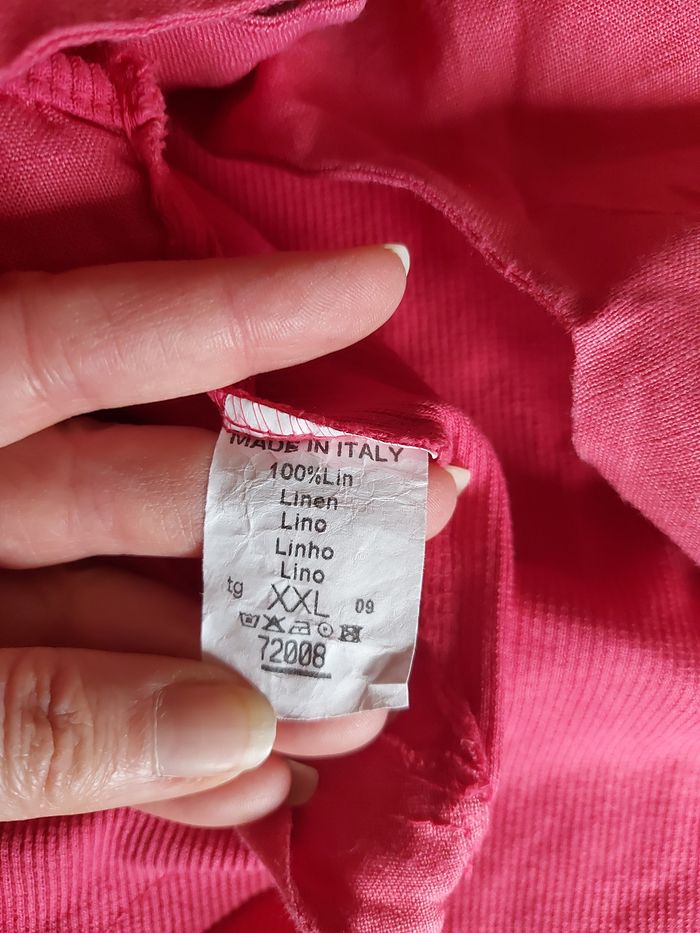 MADE IN ITALY
100%Lin
Linen
Lino
Linho
Lino
tg XXL 09
72008